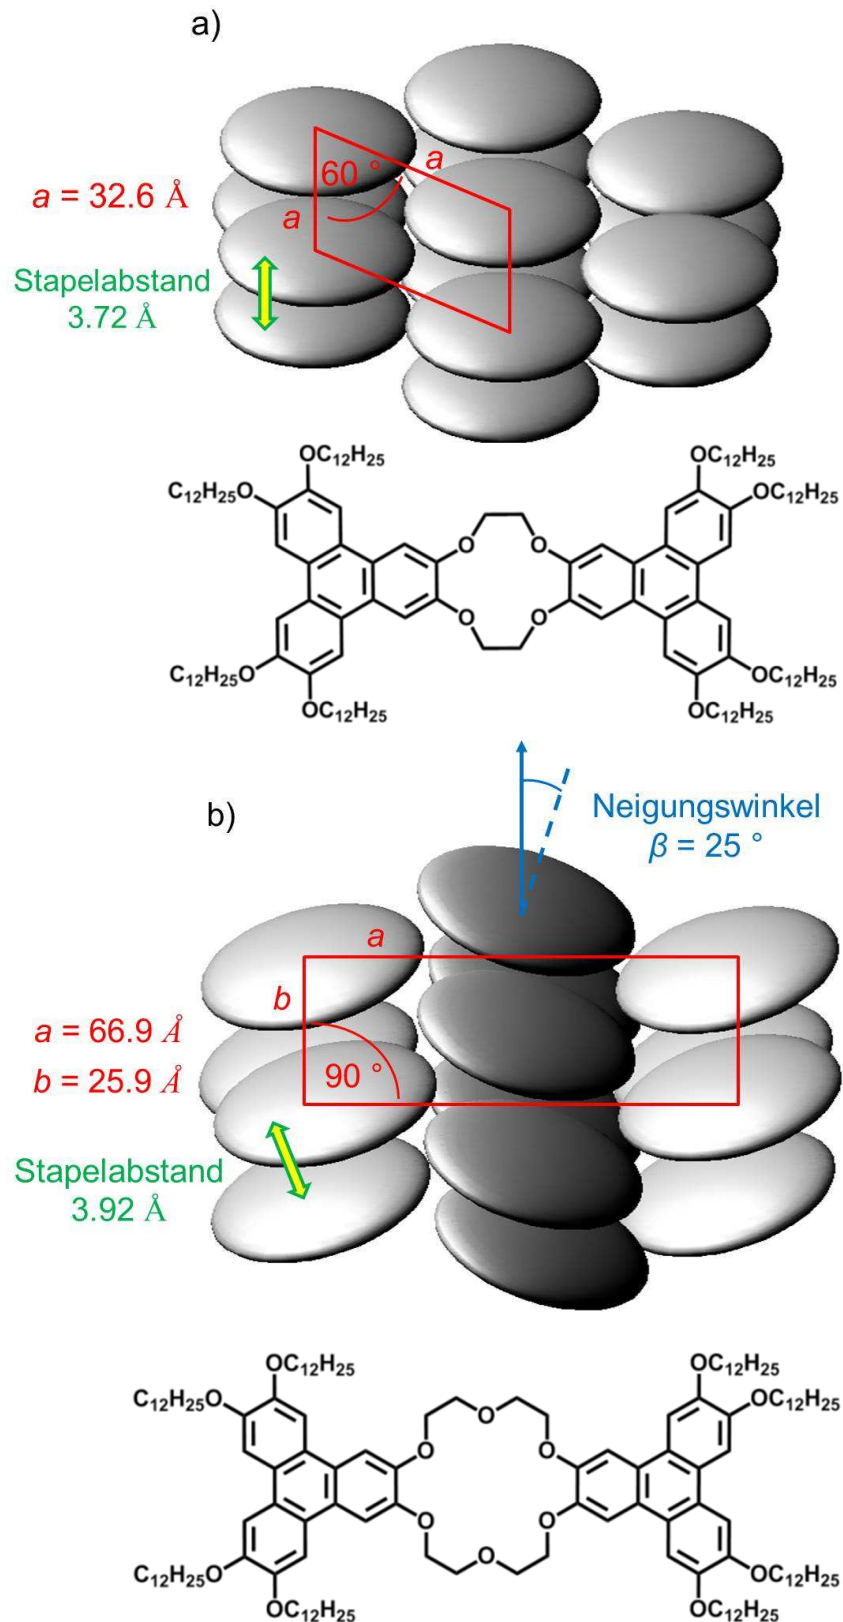 a)
a
60 °
a = 32.6 Å
a
Stapelabstand
3.72 Å
OC₁₂H₂₅ OC₁₂H₂₅
C₁₂H₂₅O OC₁₂H₂₅
O O
O O
C₁₂H₂₅O OC₁₂H₂₅
OC₁₂H₂₅ OC₁₂H₂₅
b)
Neigungswinkel
β = 25 °
a
b
a = 66.9 Å
b = 25.9 Å
90 °
Stapelabstand
3.92 Å
OC₁₂H₂₅ OC₁₂H₂₅
C₁₂H₂₅O OC₁₂H₂₅
O
O O
O O
O
C₁₂H₂₅O OC₁₂H₂₅
OC₁₂H₂₅ OC₁₂H₂₅